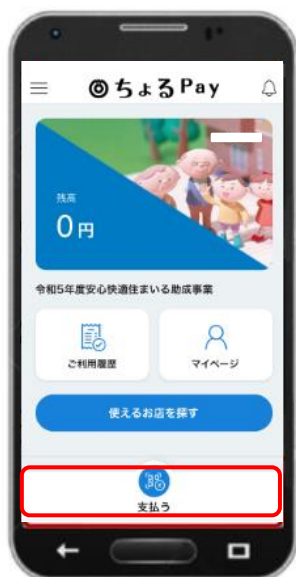 ちょるPay
残高
0円
令和5年度安心快適住まいる助成事業
ご利用履歴
マイページ
使えるお店を探す
支払う